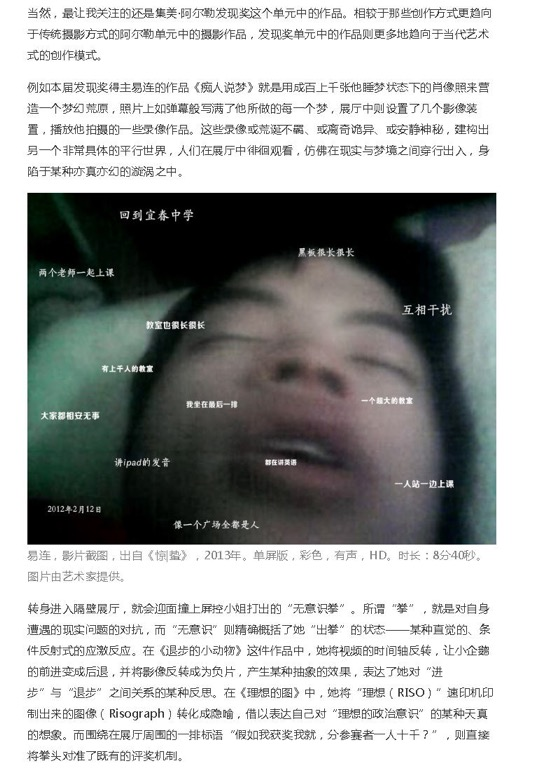 当然，最让我关注的还是集美·阿尔勒发现奖这个单元中的作品。相较于那些创作方式更趋向
于传统摄影方式的阿尔勒单元中的摄影作品，发现奖单元中的作品则更多地趋向于当代艺术
式的创作模式。
例如本届发现奖得主易连的作品《痴人说梦》就是用成百上千张他睡梦状态下的肖像照来营
造一个梦幻荒原，照片上如弹幕般写满了他所做的每一个梦，展厅中则设置了几个影像装
置，播放他拍摄的一些录像作品。这些录像或荒诞不羁、或离奇诡异、或安静神秘，建构出
另一个非常具体的平行世界，人们在展厅中徘徊观看，仿佛在现实与梦境之间穿行出入，身
陷于某种亦真亦幻的漩涡之中。
回到宜春中学
黑板很长很长
两个老师一起上课
互相干扰
教室也很长很长
有上千人的教室
我坐在最后一排
一个超大的教室
大家都相安无事
讲ipad的发音
都在讲英语
一人站一边上课
2012年2月12日
像一个广场全都是人
易连，影片截图，出自《惊蛰》，2013年。单屏版，彩色，有声，HD。时长：8分40秒。
图片由艺术家提供。
转身进入隔壁展厅，就会迎面撞上屏控小姐打出的“无意识拳”。所谓“拳”，就是对自身
遭遇的现实问题的对抗，而“无意识”则精确概括了她“出拳”的状态——某种直觉的、条
件反射式的应激反应。在《退步的小动物》这件作品中，她将视频的时间轴反转，让小企鹅
的前进变成后退，并将影像反转成为负片，产生某种抽象的效果，表达了她对“进
步”与“退步”之间关系的某种反思。在《理想的图》中，她将“理想（RISO）”速印机印
制出来的图像（Risograph）转化成隐喻，借以表达自己对“理想的政治意识”的某种天真
的想象。而围绕在展厅周围的一排标语“假如我获奖我就，分参赛者一人十千？”，则直接
将拳头对准了既有的评奖机制。